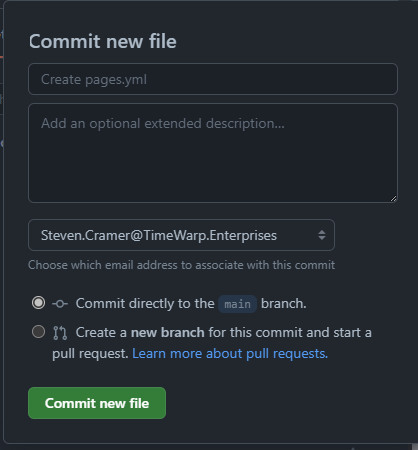 Commit new file
Create pages.yml
Add an optional extended description...
Steven.Cramer@TimeWarp.Enterprises
Choose which email address to associate with this commit
Commit directly to the main branch.
Create a new branch for this commit and start a
pull request. Learn more about pull requests.
Commit new file